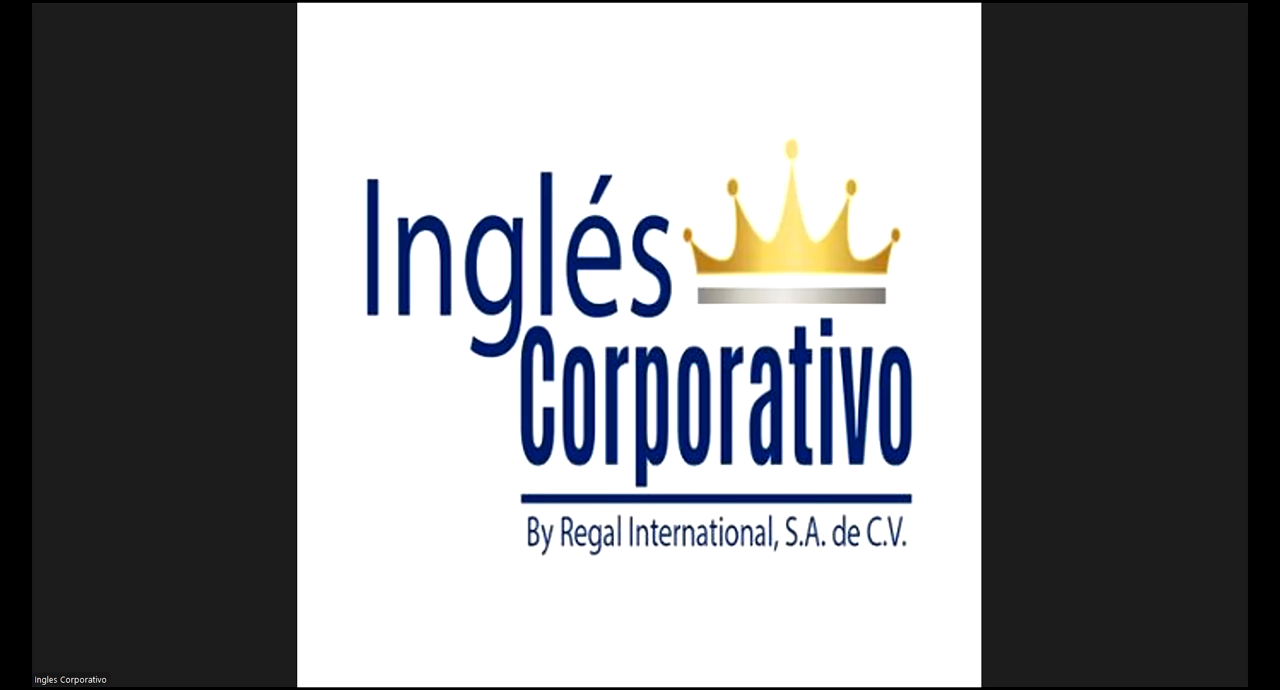 Inglés
Corporativo
By Regal International, S.A. de C.V.
Ingles Corporativo